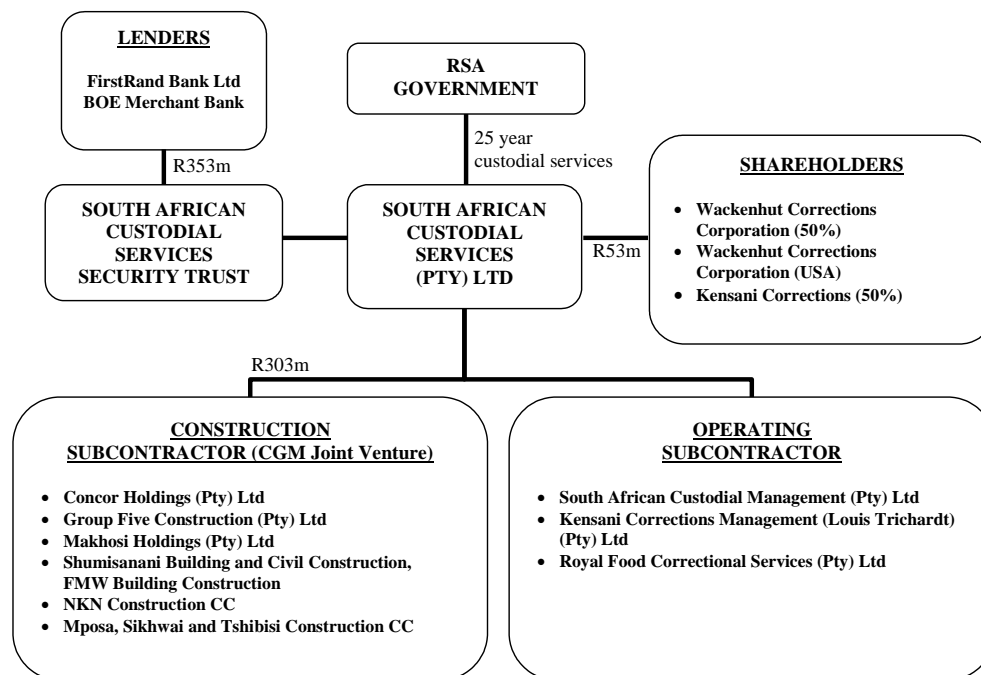 LENDERS
FirstRand Bank Ltd
BOE Merchant Bank
RSA
GOVERNMENT
R353m
25 year
custodial services
SOUTH AFRICAN
CUSTODIAL
SERVICES
SECURITY TRUST
SOUTH AFRICAN
CUSTODIAL
SERVICES
(PTY) LTD
R53m
SHAREHOLDERS
• Wackenhut Corrections
Corporation (50%)
• Wackenhut Corrections
Corporation (USA)
• Kensani Corrections (50%)
R303m
CONSTRUCTION
SUBCONTRACTOR (CGM Joint Venture)
• Concor Holdings (Pty) Ltd
• Group Five Construction (Pty) Ltd
• Makhosi Holdings (Pty) Ltd
• Shumisanani Building and Civil Construction,
FMW Building Construction
• NKN Construction CC
• Mposa, Sikhwai and Tshibisi Construction CC
OPERATING
SUBCONTRACTOR
• South African Custodial Management (Pty) Ltd
• Kensani Corrections Management (Louis Trichardt)
(Pty) Ltd
• Royal Food Correctional Services (Pty) Ltd